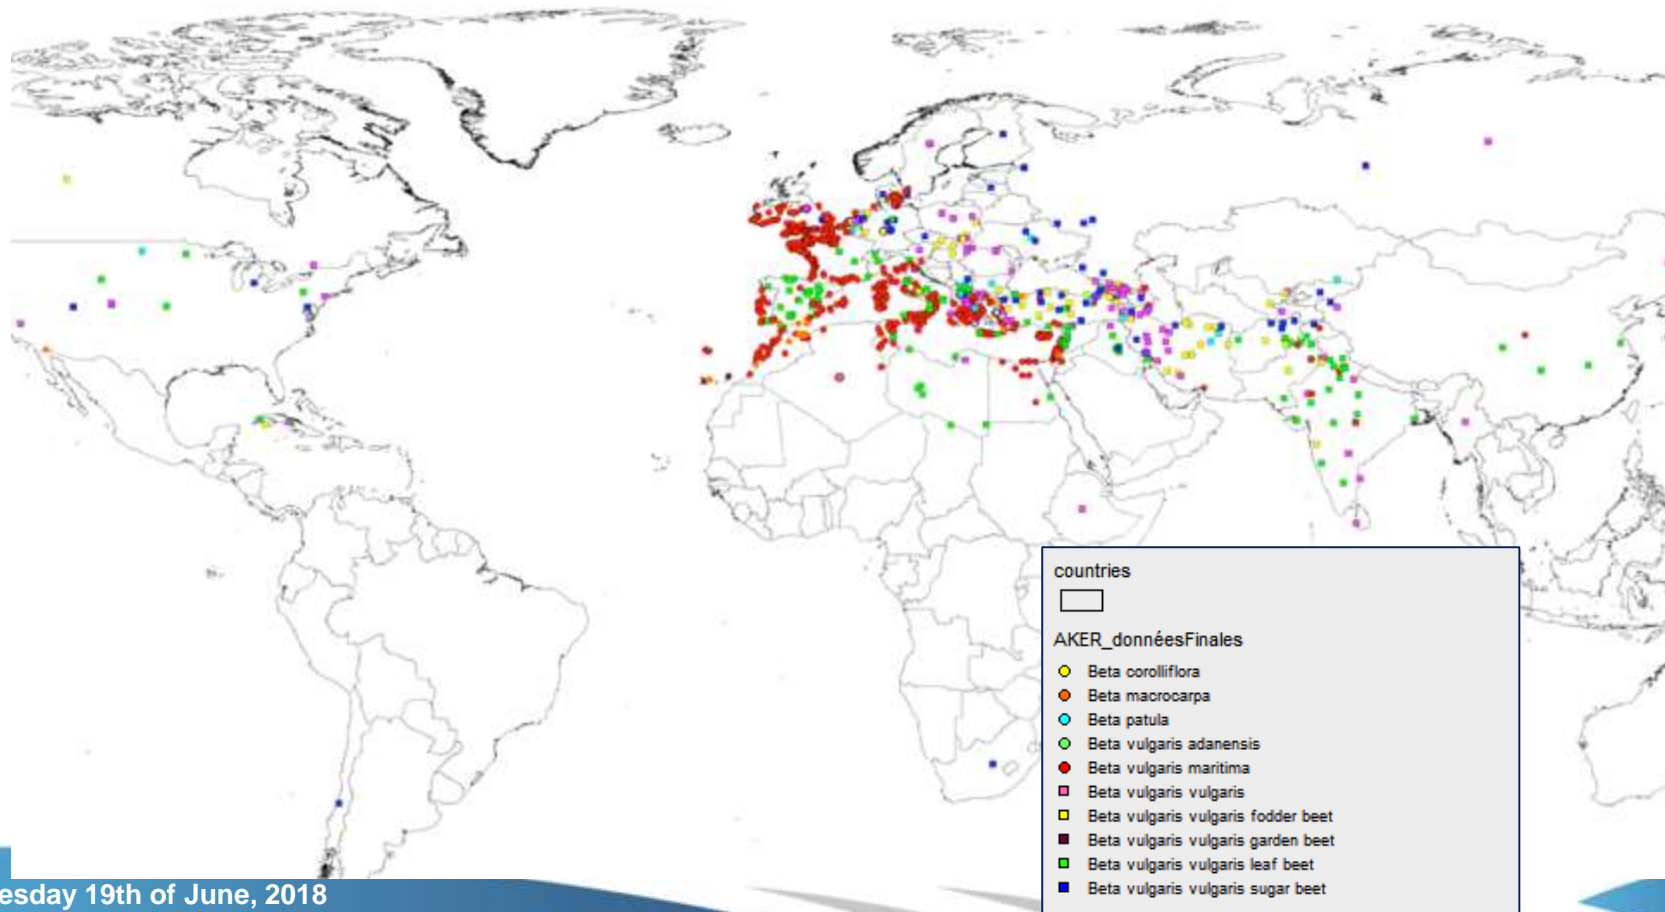 countries
AKER_donnéesFinales
Beta corolliflora
Beta macrocarpa
Beta patula
Beta vulgaris adanensis
Beta vulgaris maritima
Beta vulgaris vulgaris
Beta vulgaris vulgaris fodder beet
Beta vulgaris vulgaris garden beet
Beta vulgaris vulgaris leaf beet
Beta vulgaris vulgaris sugar beet
esday 19th of June, 2018